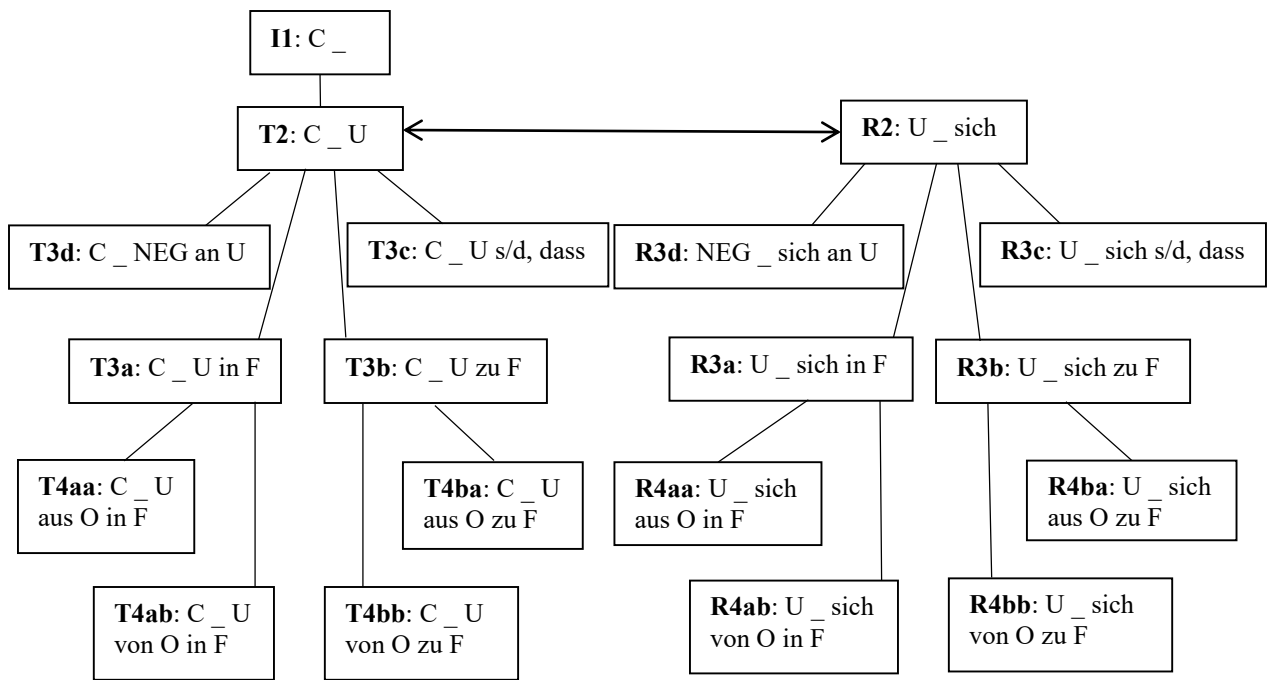 I1: C _
T2: C _ U
R2: U _ sich
T3d: C _ NEG an U
T3c: C _ U s/d, dass
R3d: NEG _ sich an U
R3c: U _ sich s/d, dass
T3a: C _ U in F
T3b: C _ U zu F
R3a: U _ sich in F
R3b: U _ sich zu F
T4aa: C _ U
aus O in F
T4ba: C _ U
aus O zu F
R4aa: U _ sich
aus O in F
R4ba: U _ sich
aus O zu F
T4ab: C _ U
von O in F
T4bb: C _ U
von O zu F
R4ab: U _ sich
von O in F
R4bb: U _ sich
von O zu F